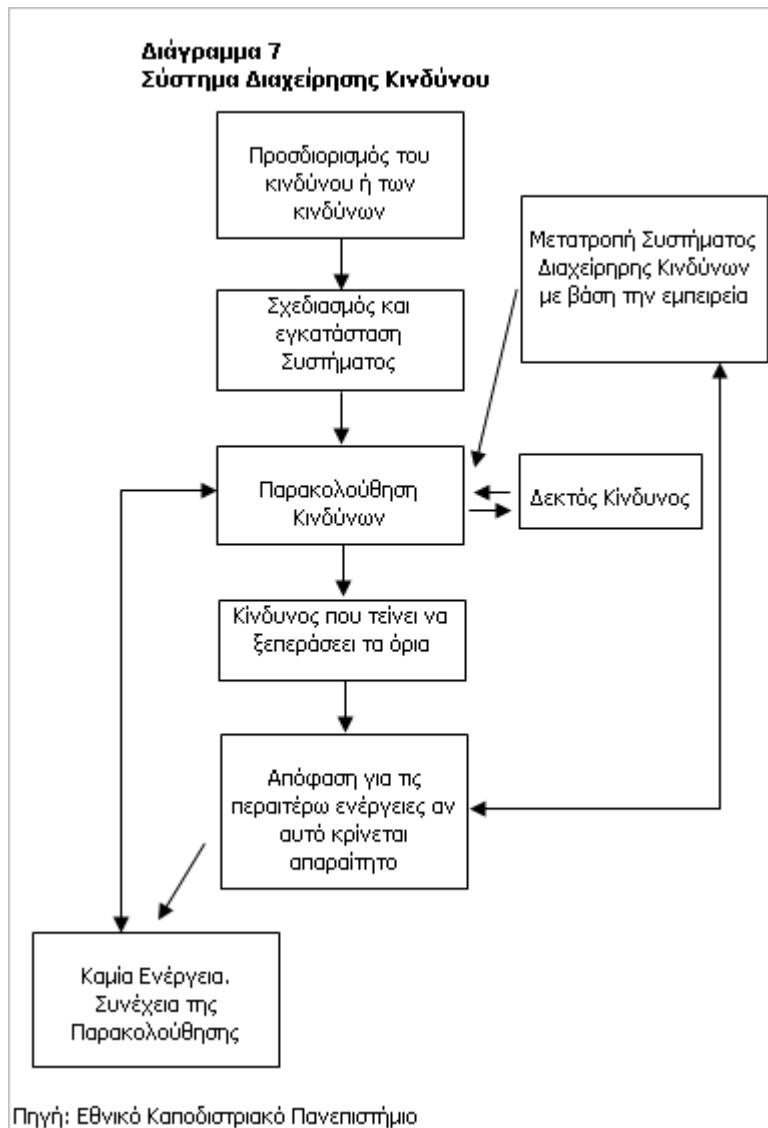 Διάγραμμα 7
Σύστημα Διαχείρησης Κινδύνου
Προσδιορισμός του
κινδύνου ή των
κινδύνων
Μετατροπή Συστήματος
Διαχείρηρης Κινδύνων
με βάση την εμπειρεία
Σχεδιασμός και
εγκατάσταση
Συστήματος
Παρακολούθηση
Κινδύνων
Δεκτός Κίνδυνος
Κίνδυνος που τείνει να
ξεπεράσεει τα όρια
Απόφαση για τις
περαιτέρω ενέργειες αν
αυτό κρίνεται
απαραίτητο
Καμία Ενέργεια.
Συνέχεια της
Παρακολούθησης
Πηγή: Εθνικό Καποδιστριακό Πανεπιστήμιο